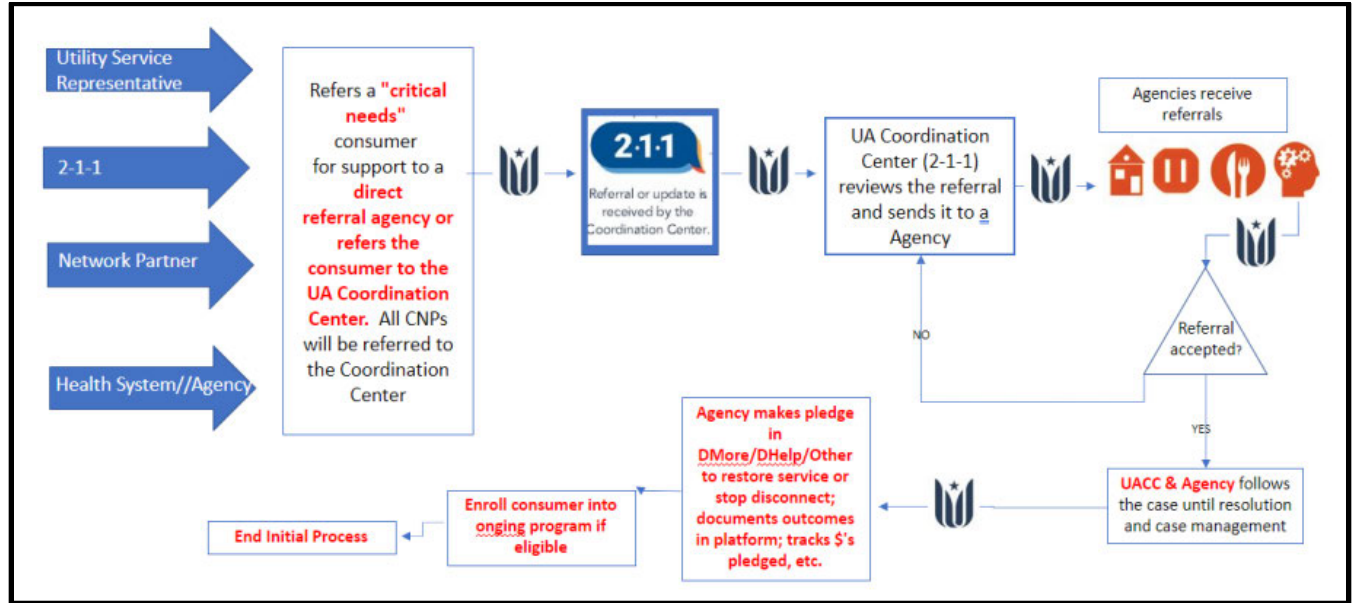 Utility Service
Representative
2-1-1
Network Partner
Health System//Agency
Refers a "critical
needs"
consumer
for support to a
direct
referral agency or
refers the
consumer to the
UA Coordination
Center. All CNPs
will be referred to
the Coordination
Center
2·1·1
Referral or update is
received by the
Coordination Center.
UA Coordination
Center (2-1-1)
reviews the referral
and sends it to a
Agency
Agencies receive
referrals
Referral
accepted?
NO
YES
UACC & Agency follows
the case until resolution
and case management
Agency makes pledge
in
DMore/DHelp/Other
to restore service or
stop disconnect;
documents outcomes
in platform; tracks $'s
pledged, etc.
Enroll consumer into
onging program if
eligible
End Initial Process